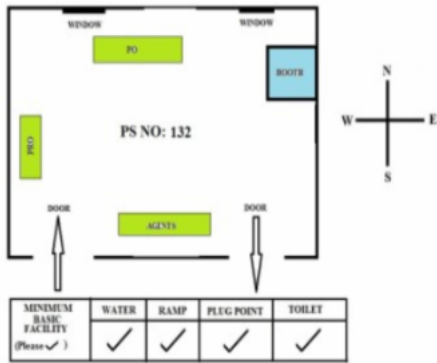 WINDOW WINDOW
PO
BOOTH
N
PS NO: 132
W E
PRO
S
DOOR DOOR
AGENTS
MINIMUM BASIC FACILITY (Please ✓ ) WATER RAMP PLUG POINT TOILET
✓ ✓ ✓ ✓